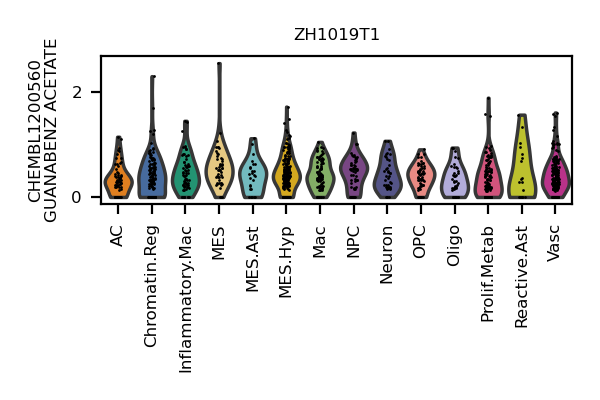 ZH1019T1
CHEMBL1200560
GUANABENZ ACETATE
2
0
AC
Chromatin.Reg
Inflammatory.Mac
MES
MES.Ast
MES.Hyp
Mac
NPC
Neuron
OPC
Oligo
Prolif.Metab
Reactive.Ast
Vasc